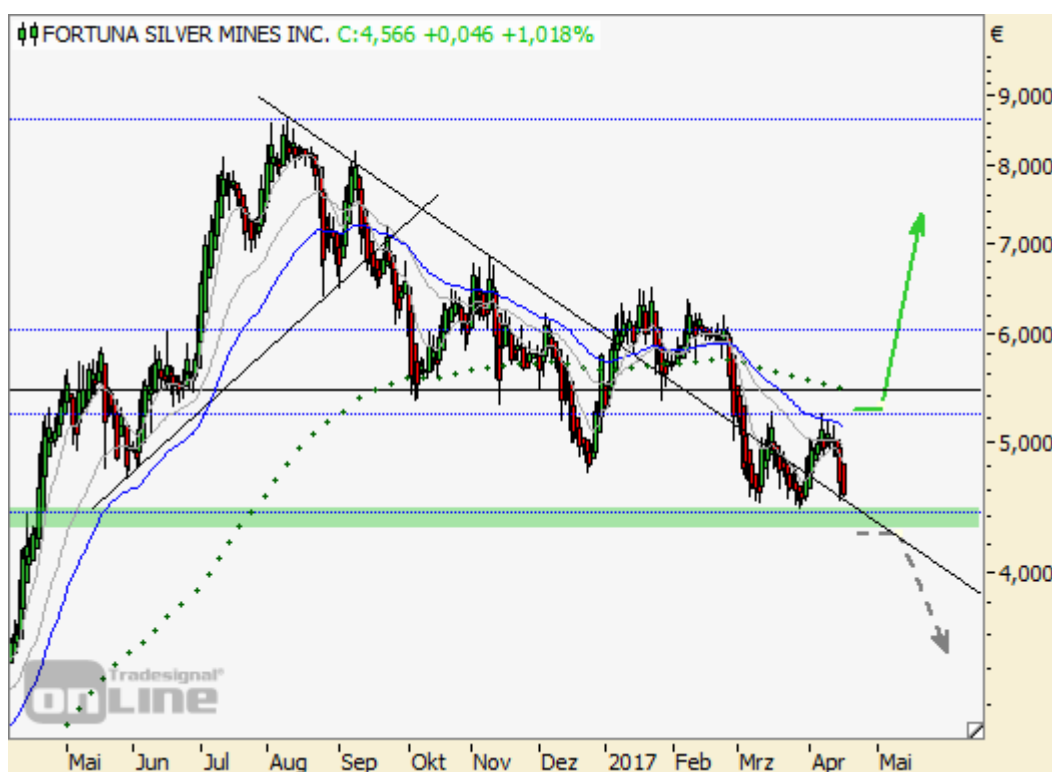 FORTUNA SILVER MINES INC. C:4,566 +0,046 +1,018%
€
9,000
8,000
7,000
6,000
5,000
4,000
Tradesignal®
onLine
Mai Jun Jul Aug Sep Okt Nov Dez 2017 Feb Mrz Apr Mai